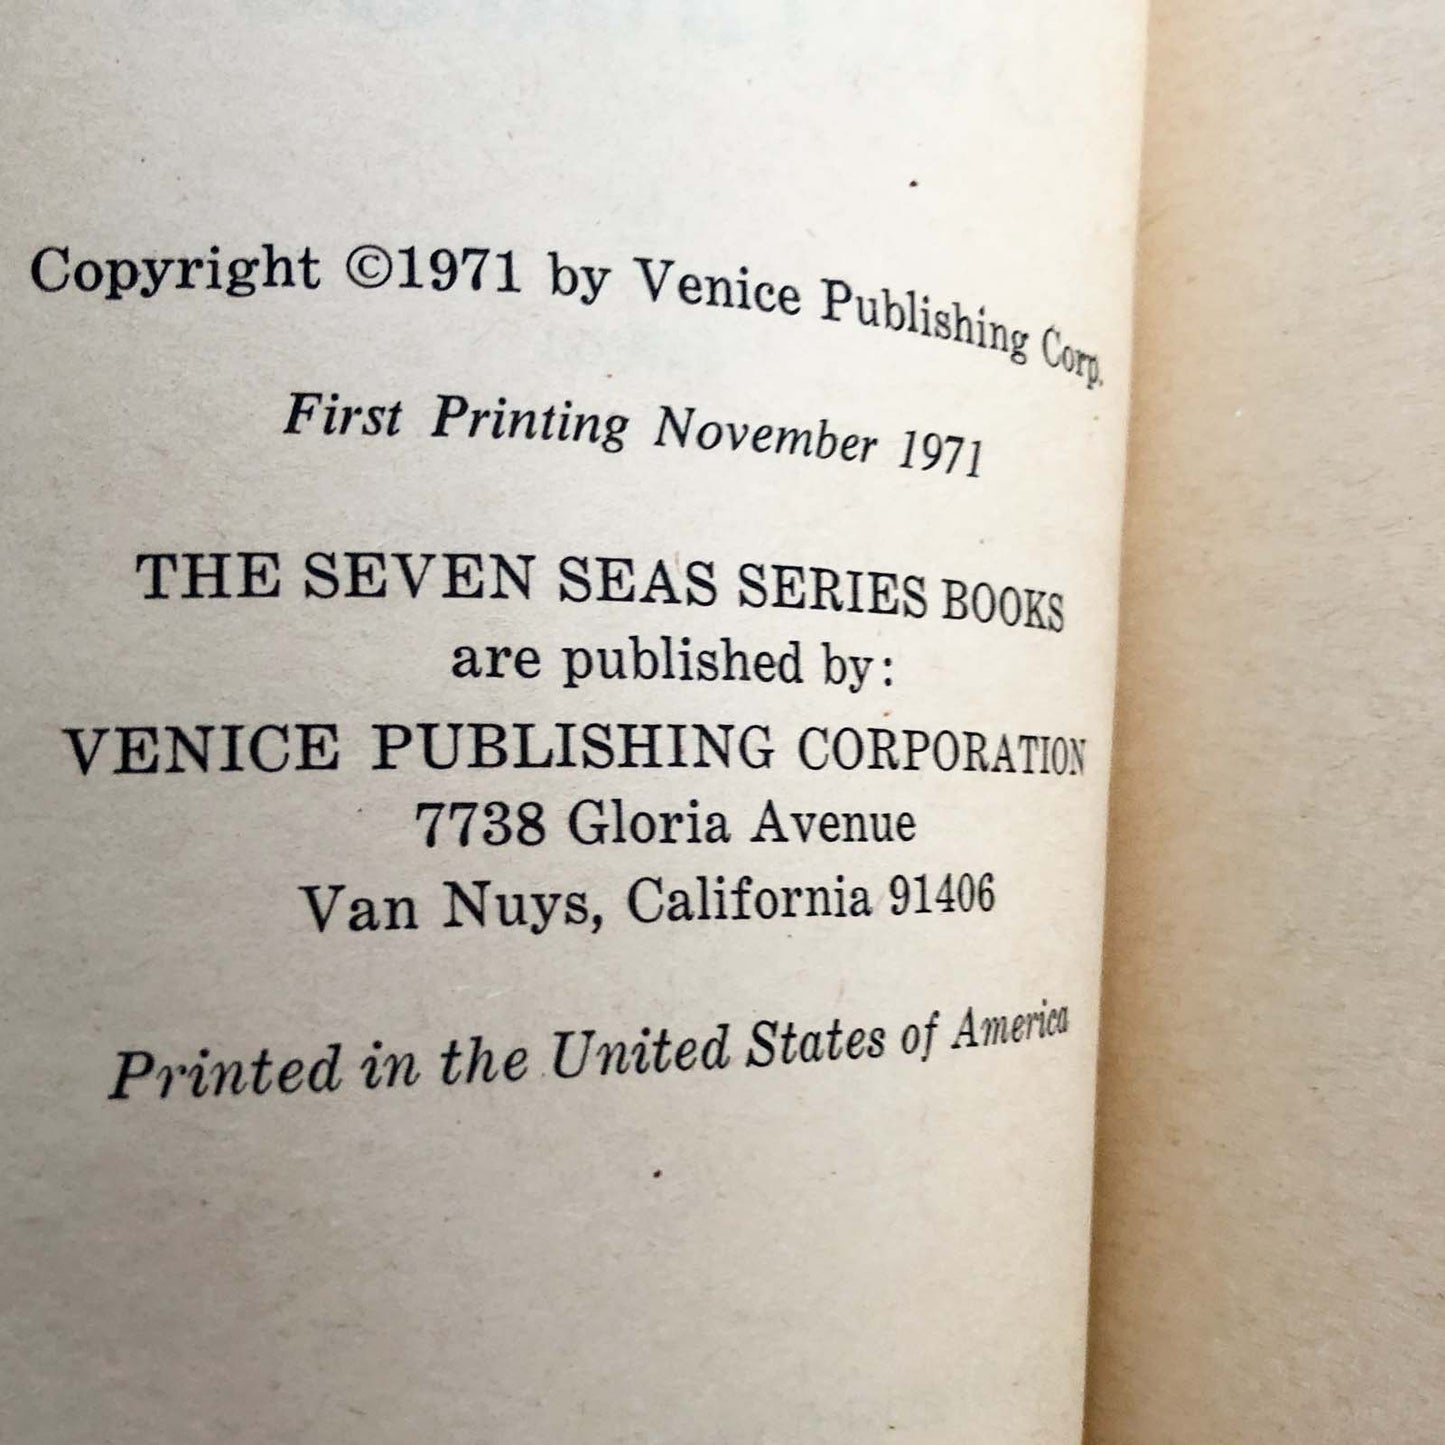 Copyright ©1971 by Venice Publishing Corp.
First Printing November 1971
THE SEVEN SEAS SERIES BOOKS
are published by:
VENICE PUBLISHING CORPORATION
7738 Gloria Avenue
Van Nuys, California 91406
Printed in the United States of America